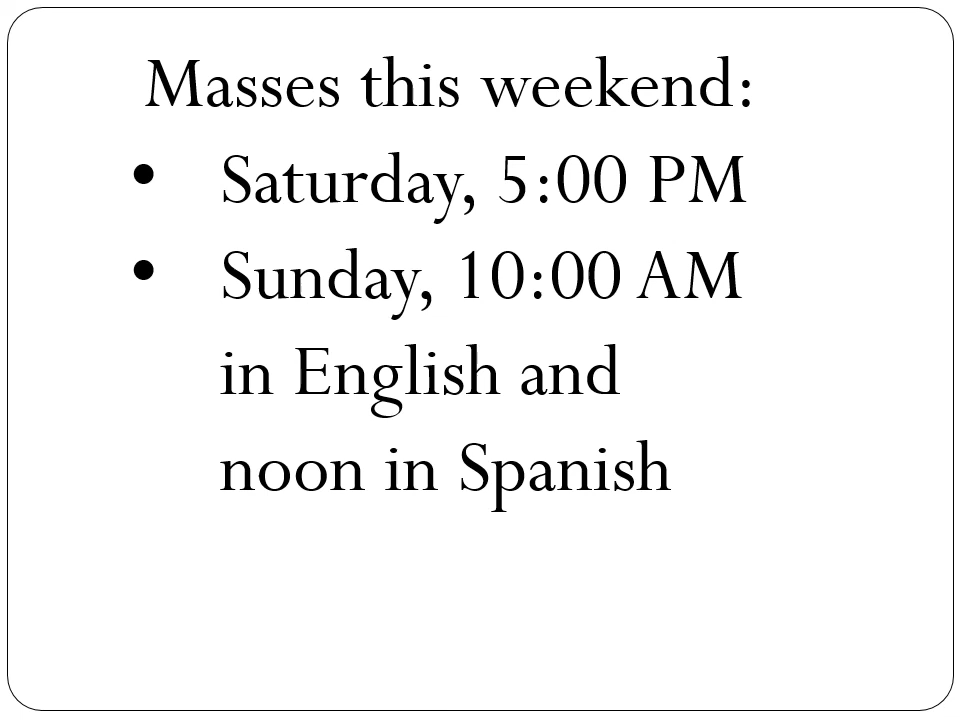 Masses this weekend:
• Saturday, 5:00 PM
• Sunday, 10:00 AM
in English and
noon in Spanish